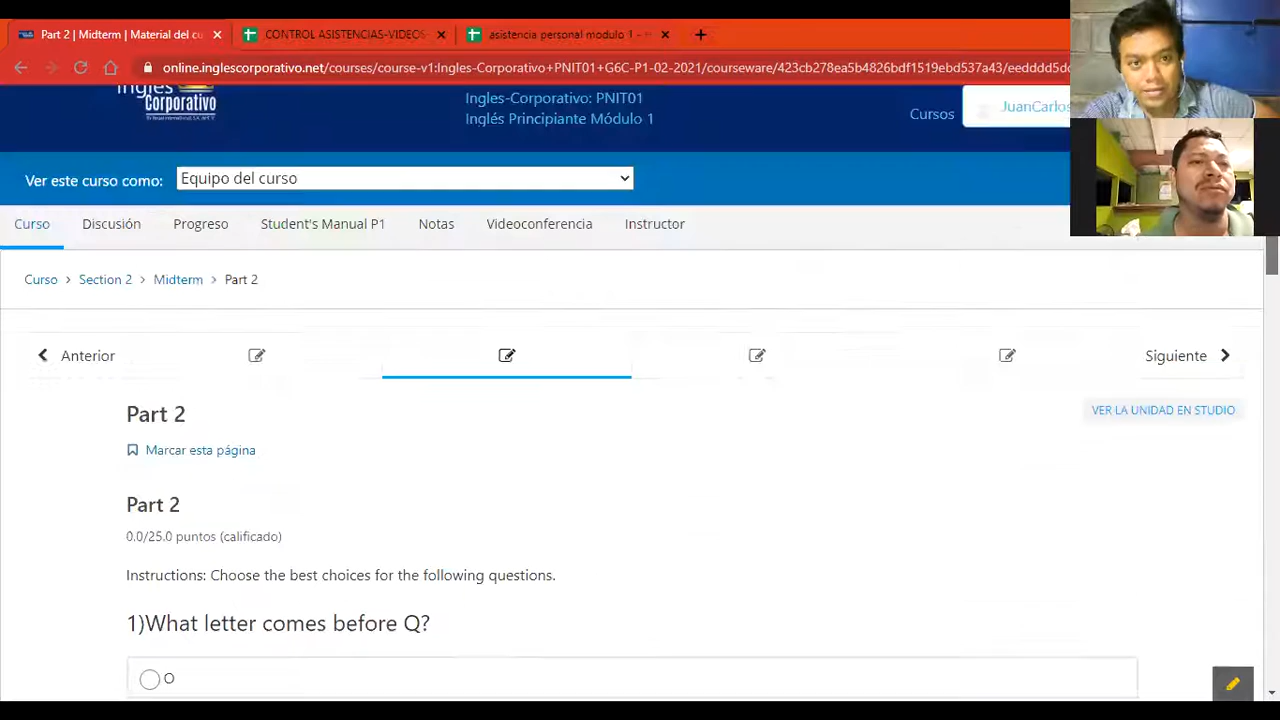 Part 2 | Midterm | Material del cu
CONTROL ASISTENCIAS-VIDEOS-
asistencia personal modulo 1 -
online.inglescorporativo.net/courses/course-v1:Ingles-Corporativo+PNIT01+G6C-P1-02-2021/courseware/423cb278ea5b4826bdf1519ebd537a43/eedddd5dc
Ingles
Corporativo
Ingles-Corporativo: PNIT01
Inglés Principiante Módulo 1
Cursos
JuanCarlos
Ver este curso como:
Equipo del curso
Curso
Discusión
Progreso
Student's Manual P1
Notas
Videoconferencia
Instructor
Curso > Section 2 > Midterm > Part 2
Anterior
Siguiente
Part 2
VER LA UNIDAD EN STUDIO
Marcar esta página
Part 2
0.0/25.0 puntos (calificado)
Instructions: Choose the best choices for the following questions.
1)What letter comes before Q?
O